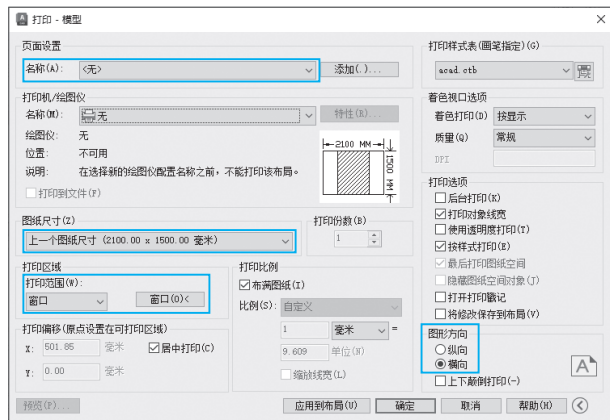 打印 - 模型
页面设置
名称(A): <无> 添加(.)...
打印机/绘图仪
名称(M): 无 特性(R)...
绘图仪: 无
位置: 不可用
说明: 在选择新的绘图仪配置名称之前，不能打印该布局。
打印到文件(F)
2100 MM
1500 MM
图纸尺寸(Z)
上一个图纸尺寸 (2100.00 x 1500.00 毫米)
打印份数(B)
1
打印区域
打印范围(W):
窗口 窗口(O)<
打印偏移(原点设置在可打印区域)
X: 501.85 毫米 居中打印(C)
Y: 0.00 毫米
打印比例
布满图纸(I)
比例(S): 自定义
1 毫米 =
9.609 单位(N)
缩放线宽(L)
打印样式表(画笔指定)(G)
acad.ctb
着色视口选项
着色打印(D) 按显示
质量(Q) 常规
DPI
打印选项
后台打印(K)
打印对象线宽
使用透明度打印(T)
按样式打印(E)
最后打印图纸空间
隐藏图纸空间对象(J)
打开打印戳记
将修改保存到布局(V)
图形方向
纵向
横向
上下颠倒打印(-)
A
预览(P)... 应用到布局(U) 确定 取消 帮助(H)